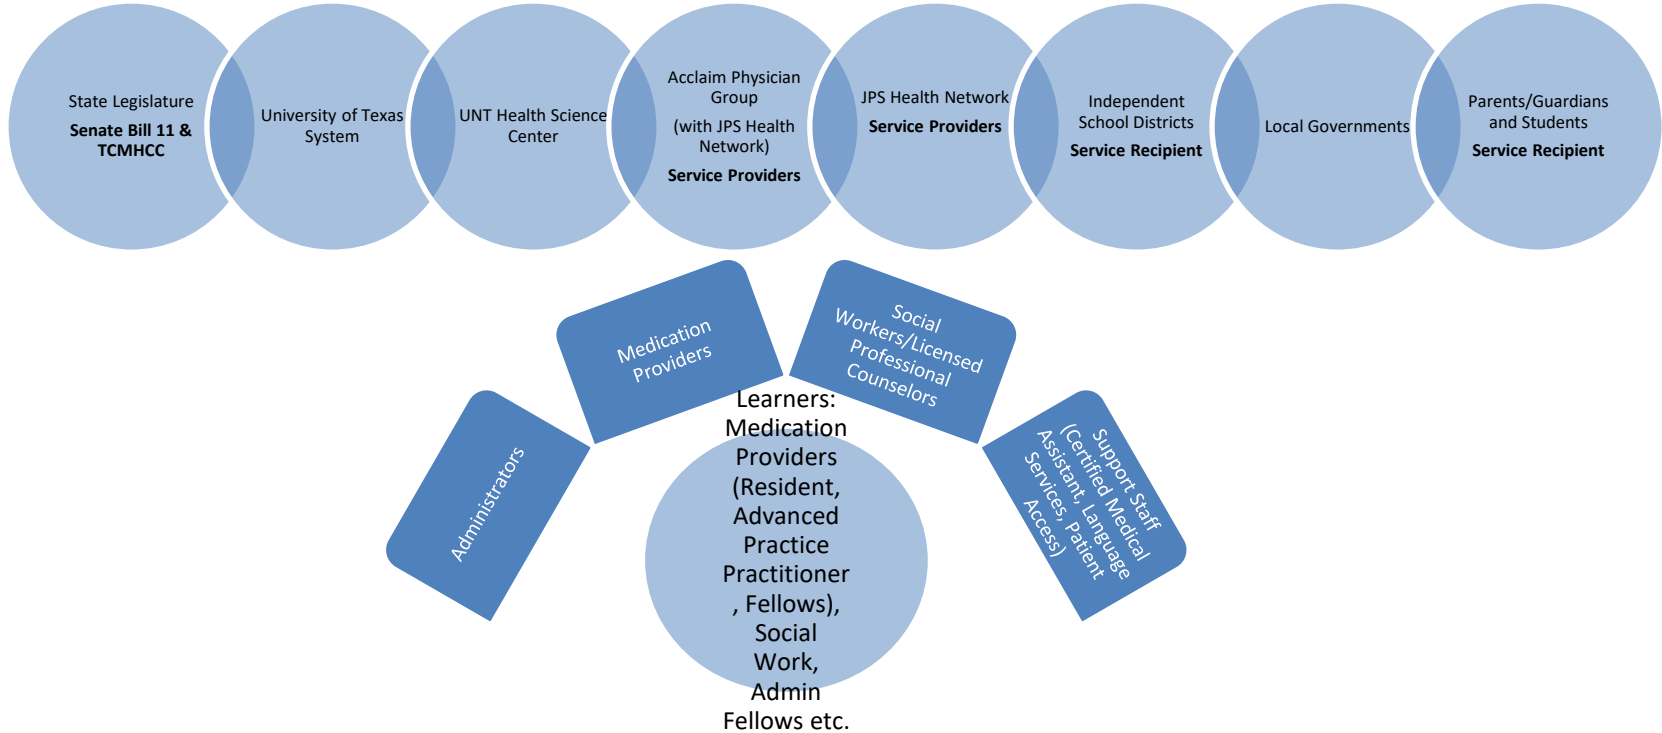 State Legislature
Senate Bill 11 &
TCMHCC
University of Texas
System
UNT Health Science
Center
Acclaim Physician
Group
(with JPS Health
Network)
Service Providers
JPS Health Network
Service Providers
Independent
School Districts
Service Recipient
Local Governments
Parents/Guardians
and Students
Service Recipient
Administrators
Medication
Providers
Social
Workers/Licensed
Professional
Counselors
Support Staff
(Certified Medical
Assistant, Language
Services, Patient
Access)
Learners:
Medication
Providers
(Resident,
Advanced
Practice
Practitioner
, Fellows),
Social
Work,
Admin
Fellows etc.